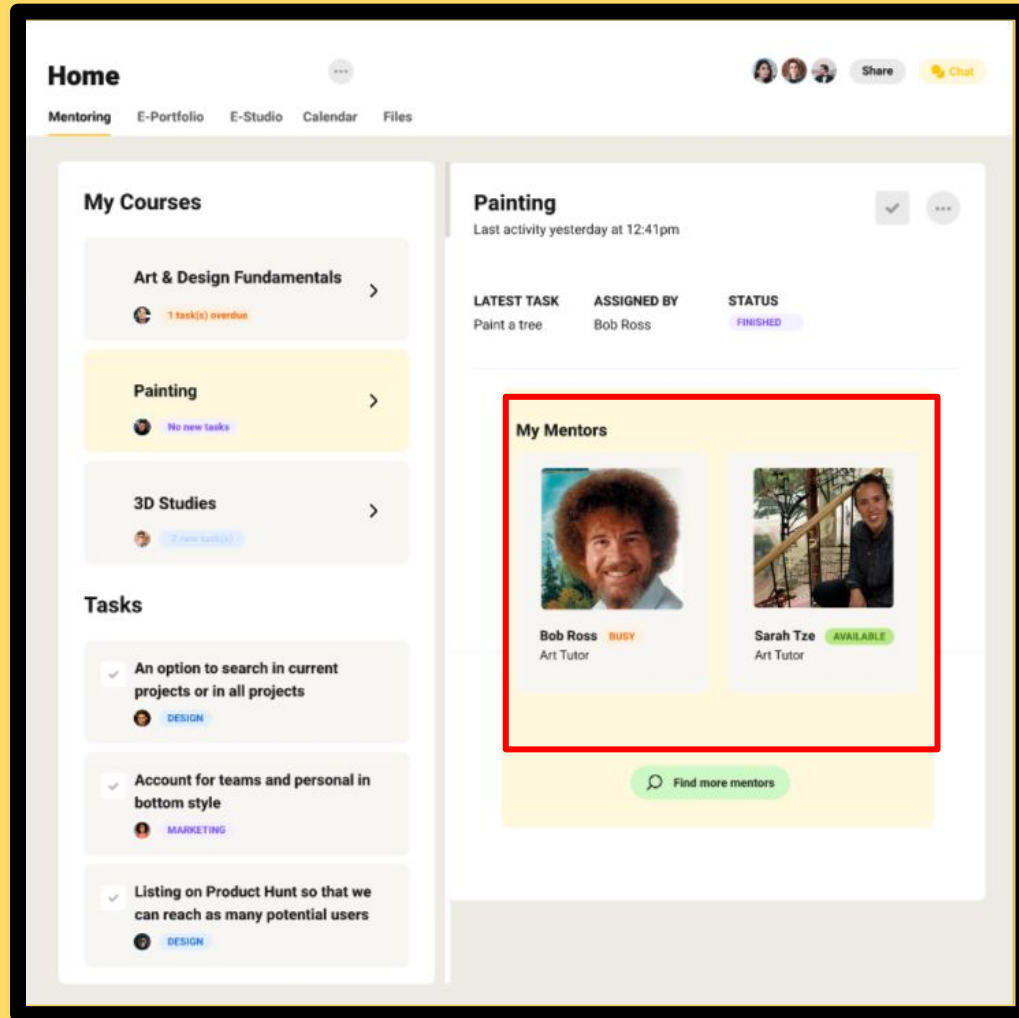 Home
Share
Chat
Mentoring
E-Portfolio
E-Studio
Calendar
Files
My Courses
Art & Design Fundamentals
1 task(s) overdue
Painting
No new tasks
3D Studies
2 new task(s)
Tasks
An option to search in current
projects or in all projects
DESIGN
Account for teams and personal in
bottom style
MARKETING
Listing on Product Hunt so that we
can reach as many potential users
DESIGN
Painting
Last activity yesterday at 12:41pm
LATEST TASK
ASSIGNED BY
STATUS
Paint a tree
Bob Ross
FINISHED
My Mentors
Bob Ross BUSY
Art Tutor
Sarah Tze AVAILABLE
Art Tutor
Find more mentors